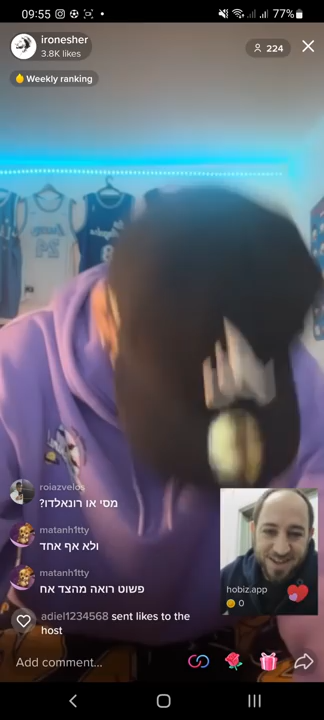 09:55
77%
ironesher
3.8K likes
224
Weekly ranking
roiazvelos
מסי או רונאלדו?
matanh1tty
ולא אף אחד
matanh1tty
פשוט רואה מהצד אח
adiel1234568 sent likes to the
host
hobiz.app
0
Add comment...